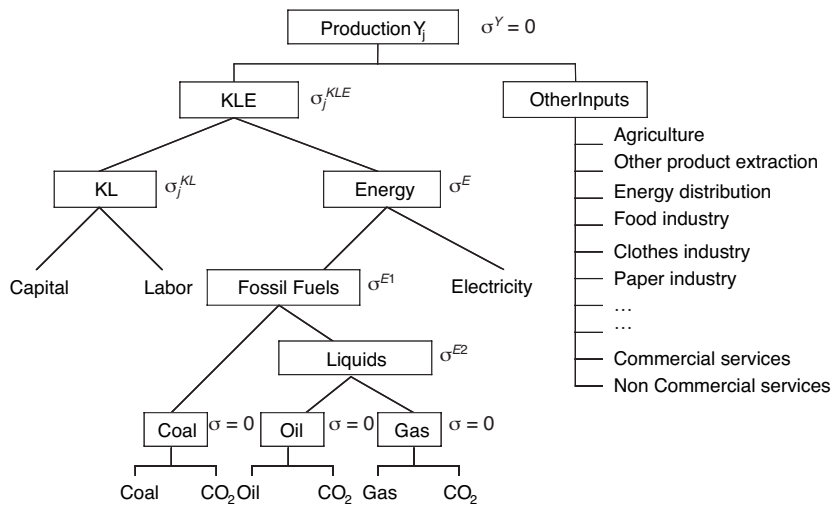 Production Y_j σ^Y = 0
KLE σ_j^KLE OtherInputs
Agriculture
Other product extraction
KL σ_j^KL Energy σ^E Energy distribution
Food industry
Clothes industry
Capital Labor Fossil Fuels σ^E1 Electricity Paper industry
...
...
Liquids σ^E2 Commercial services
Non Commercial services
Coal σ = 0 Oil σ = 0 Gas σ = 0
Coal CO₂ Oil CO₂ Gas CO₂